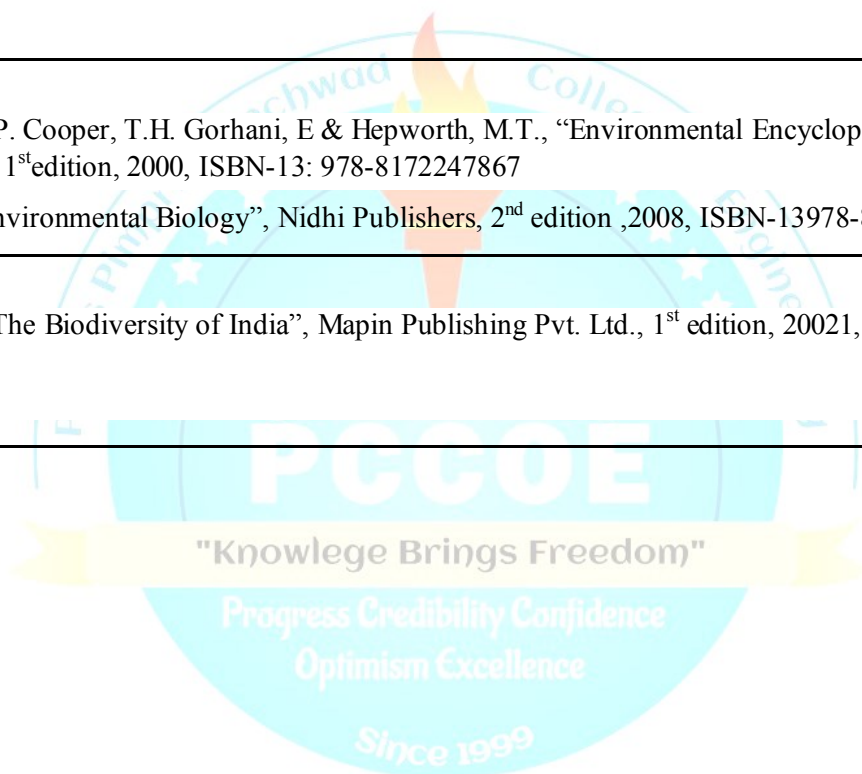 P. Cooper, T.H. Gorhani, E & Hepworth, M.T., “Environmental Encyclop
1st edition, 2000, ISBN-13: 978-8172247867
nvironmental Biology”, Nidhi Publishers, 2nd edition ,2008, ISBN-13978-
The Biodiversity of India”, Mapin Publishing Pvt. Ltd., 1st edition, 20021,
PCCOE
"Knowlege Brings Freedom"
Progress Credibility Confidence
Optimism Excellence
Since 1999